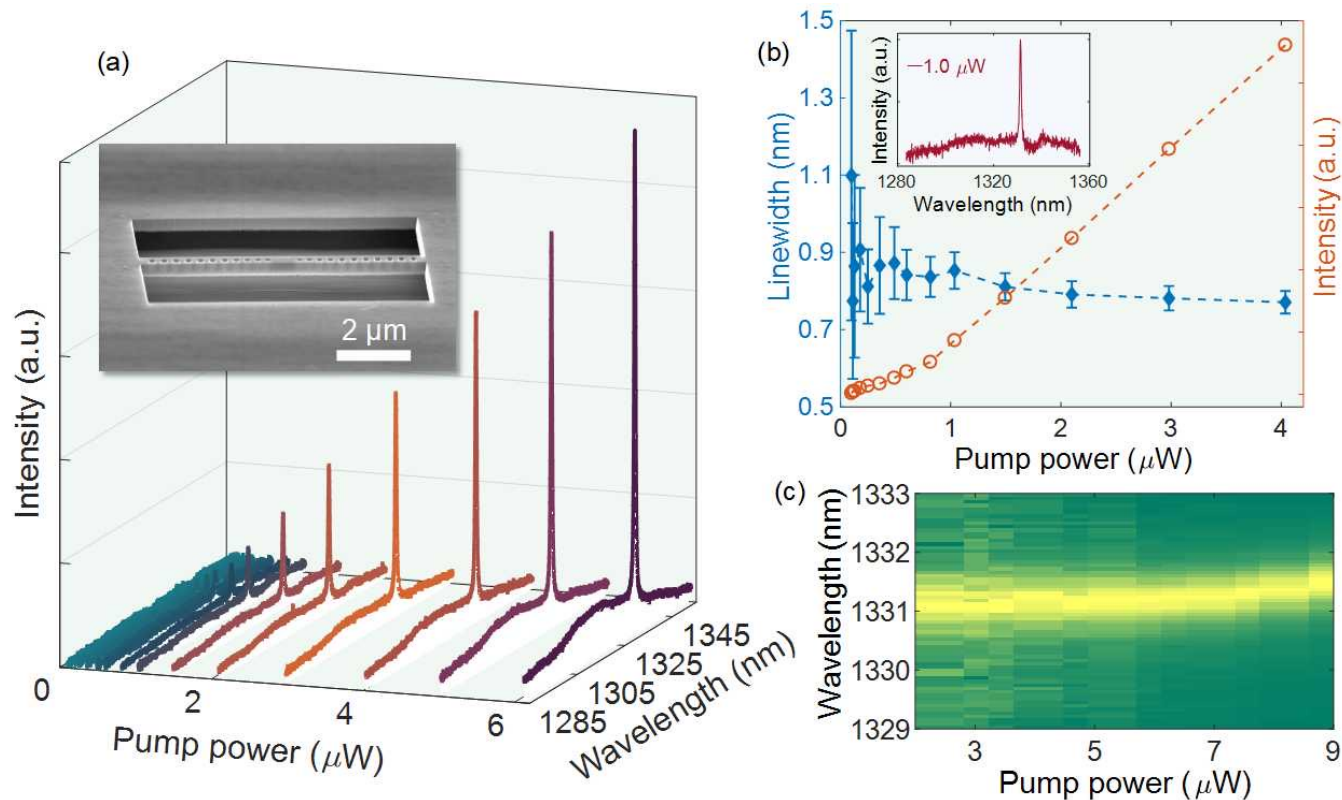 (a)
Intensity (a.u.)
2 μm
0
2
4
6
Pump power (μW)
1285
1305
1325
1345
Wavelength (nm)
(b)
1.5
1.3
1.1
0.9
0.7
0.5
Linewidth (nm)
0
1
2
3
4
Pump power (μW)
Intensity (a.u.)
1.0 μW
Intensity (a.u.)
1280
1320
1360
Wavelength (nm)
(c)
1333
1332
1331
1330
1329
Wavelength (nm)
3
5
7
9
Pump power (μW)